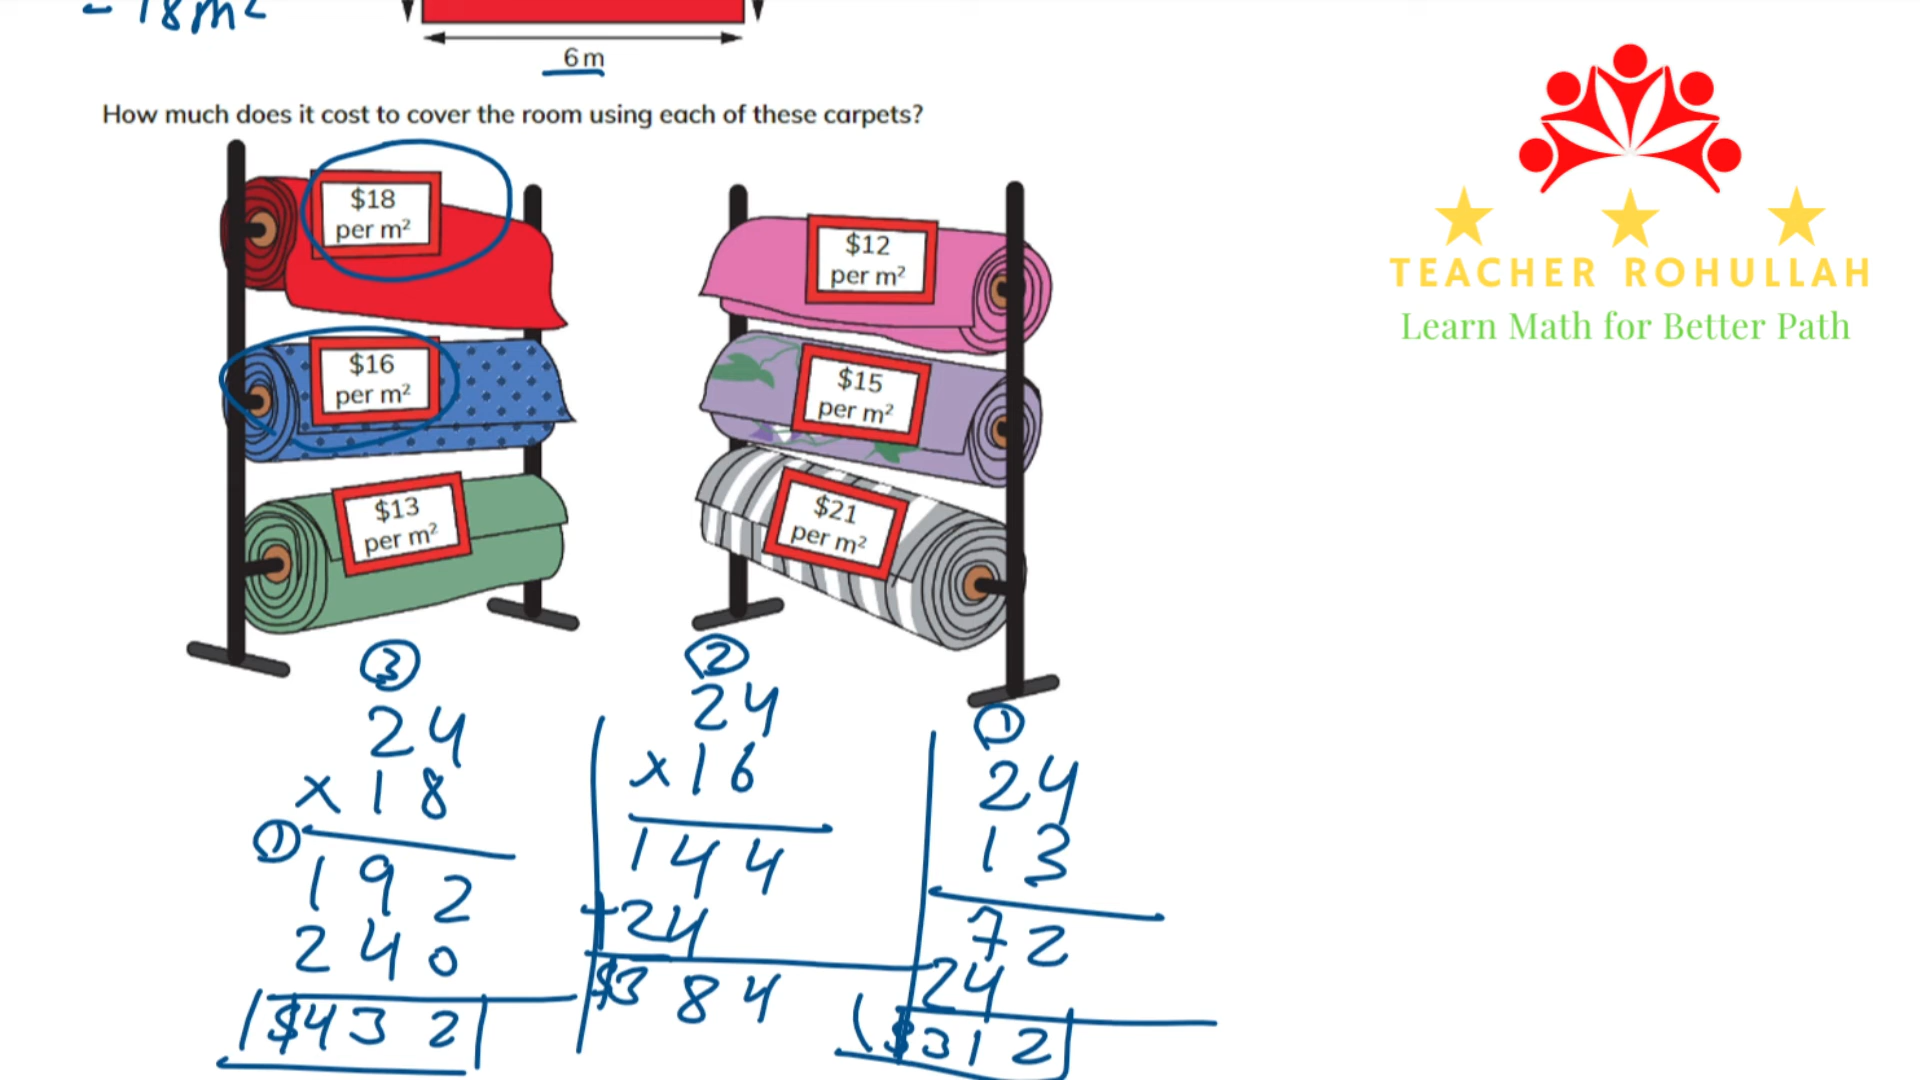 = 18m²
6 m
How much does it cost to cover the room using each of these carpets?
$18
per m²
$16
per m²
$13
per m²
$12
per m²
$15
per m²
$21
per m²
TEACHER ROHULLAH
Learn Math for Better Path
3
24
x 18
1
192
240
$432
2
24
x 16
144
+24
$384
1
24
13
72
24
$312